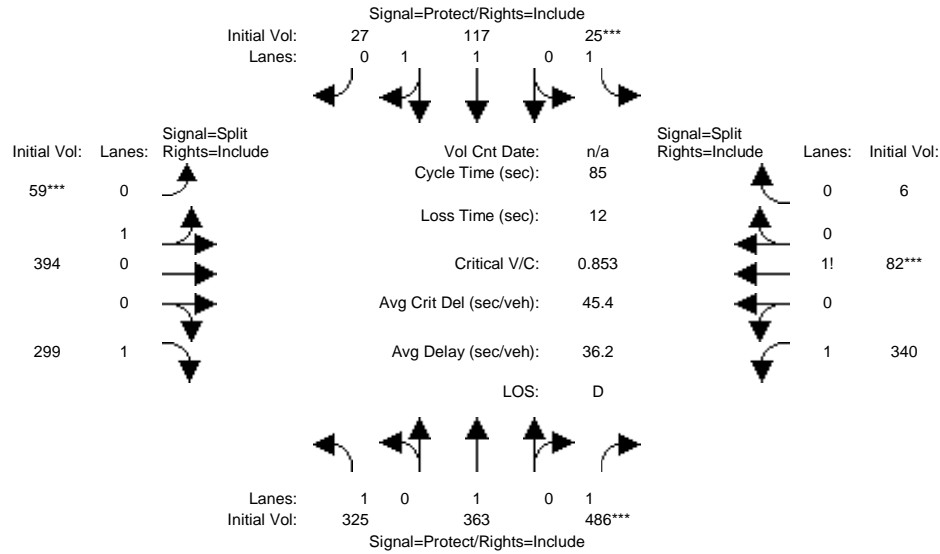 Signal=Protect/Rights=Include
Initial Vol: 27 117 25***
Lanes: 0 1 1 0 1
Signal=Split
Initial Vol: Lanes: Rights=Include
Vol Cnt Date: n/a
Signal=Split
Rights=Include Lanes: Initial Vol:
Cycle Time (sec): 85
59*** 0
0 6
Loss Time (sec): 12
1
0
394 0
Critical V/C: 0.853
1! 82***
0
Avg Crit Del (sec/veh): 45.4
0
299 1
Avg Delay (sec/veh): 36.2
1 340
LOS: D
Lanes: 1 0 1 0 1
Initial Vol: 325 363 486***
Signal=Protect/Rights=Include